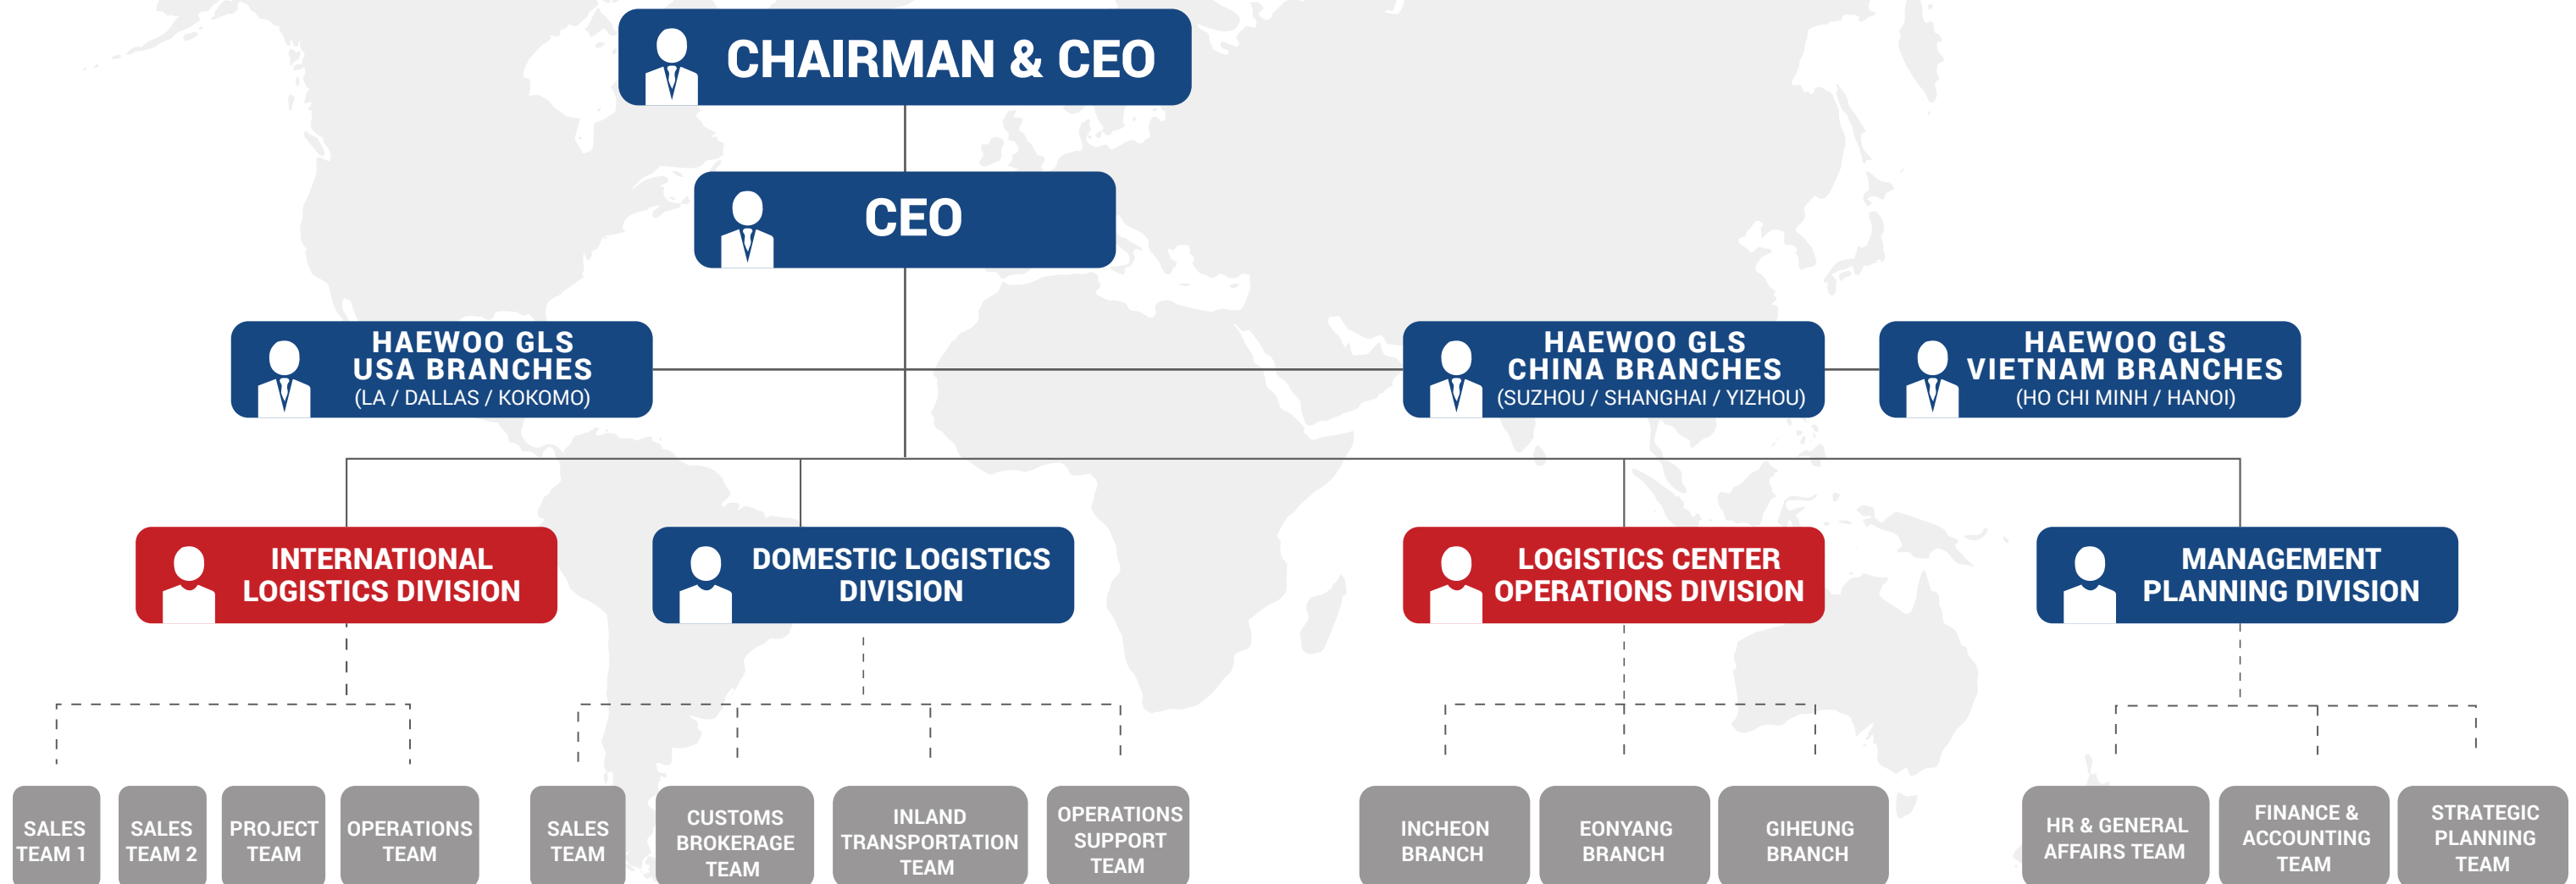 CHAIRMAN & CEO
CEO
HAEWOO GLS
USA BRANCHES
(LA / DALLAS / KOKOMO)
HAEWOO GLS
CHINA BRANCHES
(SUZHOU / SHANGHAI / YIZHOU)
HAEWOO GLS
VIETNAM BRANCHES
(HO CHI MINH / HANOI)
INTERNATIONAL
LOGISTICS DIVISION
DOMESTIC LOGISTICS
DIVISION
LOGISTICS CENTER
OPERATIONS DIVISION
MANAGEMENT
PLANNING DIVISION
SALES
TEAM 1
SALES
TEAM 2
PROJECT
TEAM
OPERATIONS
TEAM
SALES
TEAM
CUSTOMS
BROKERAGE
TEAM
INLAND
TRANSPORTATION
TEAM
OPERATIONS
SUPPORT
TEAM
INCHEON
BRANCH
EONYANG
BRANCH
GIHEUNG
BRANCH
HR & GENERAL
AFFAIRS TEAM
FINANCE &
ACCOUNTING
TEAM
STRATEGIC
PLANNING
TEAM